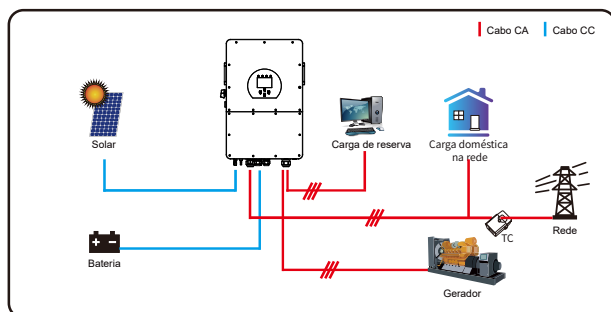 Cabo CA
Cabo CC
Solar
Carga de reserva
Carga doméstica
na rede
TC
Rede
Bateria
Gerador